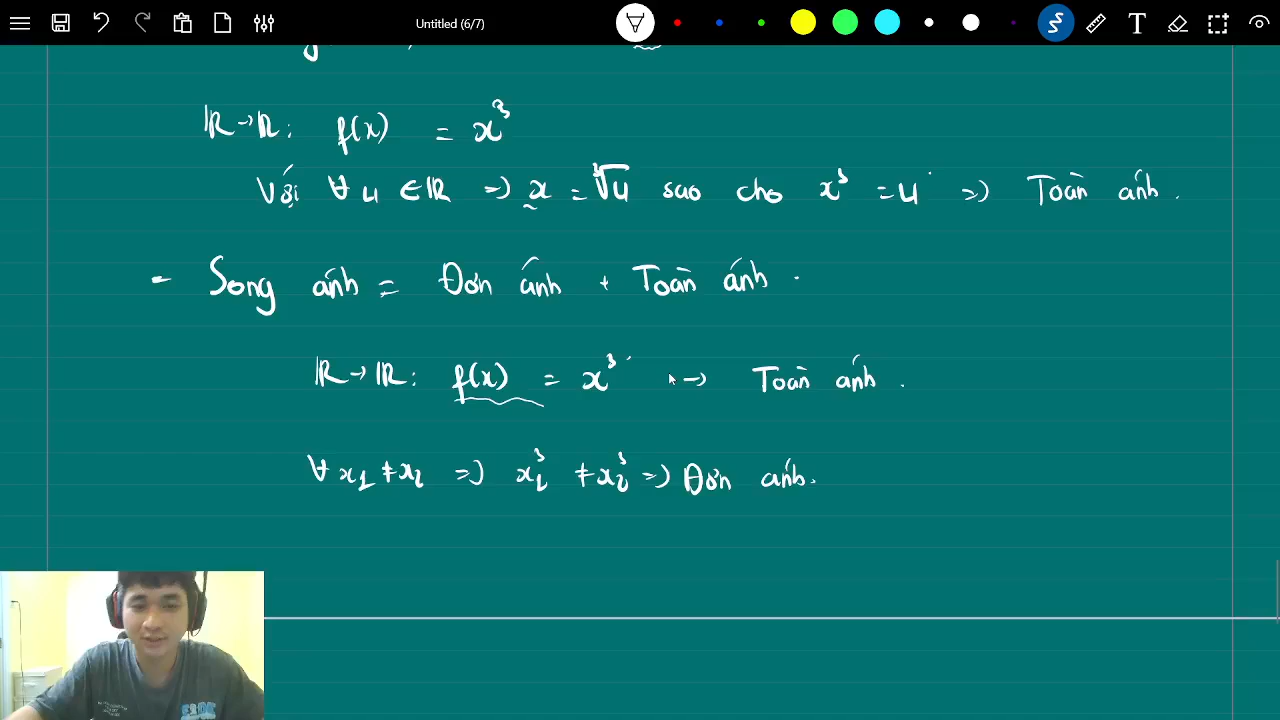 Untitled (6/7)
ℝ→ℝ: f(x) = x³
Với ∀ y ∈ ℝ => x = ∛y sao cho x³ = y => Toàn ánh.
- Song ánh = Đơn ánh + Toàn ánh.
ℝ→ℝ: f(x) = x³ → Toàn ánh.
∀ x₁ ≠ x₂ => x₁³ ≠ x₂³ => Đơn ánh.